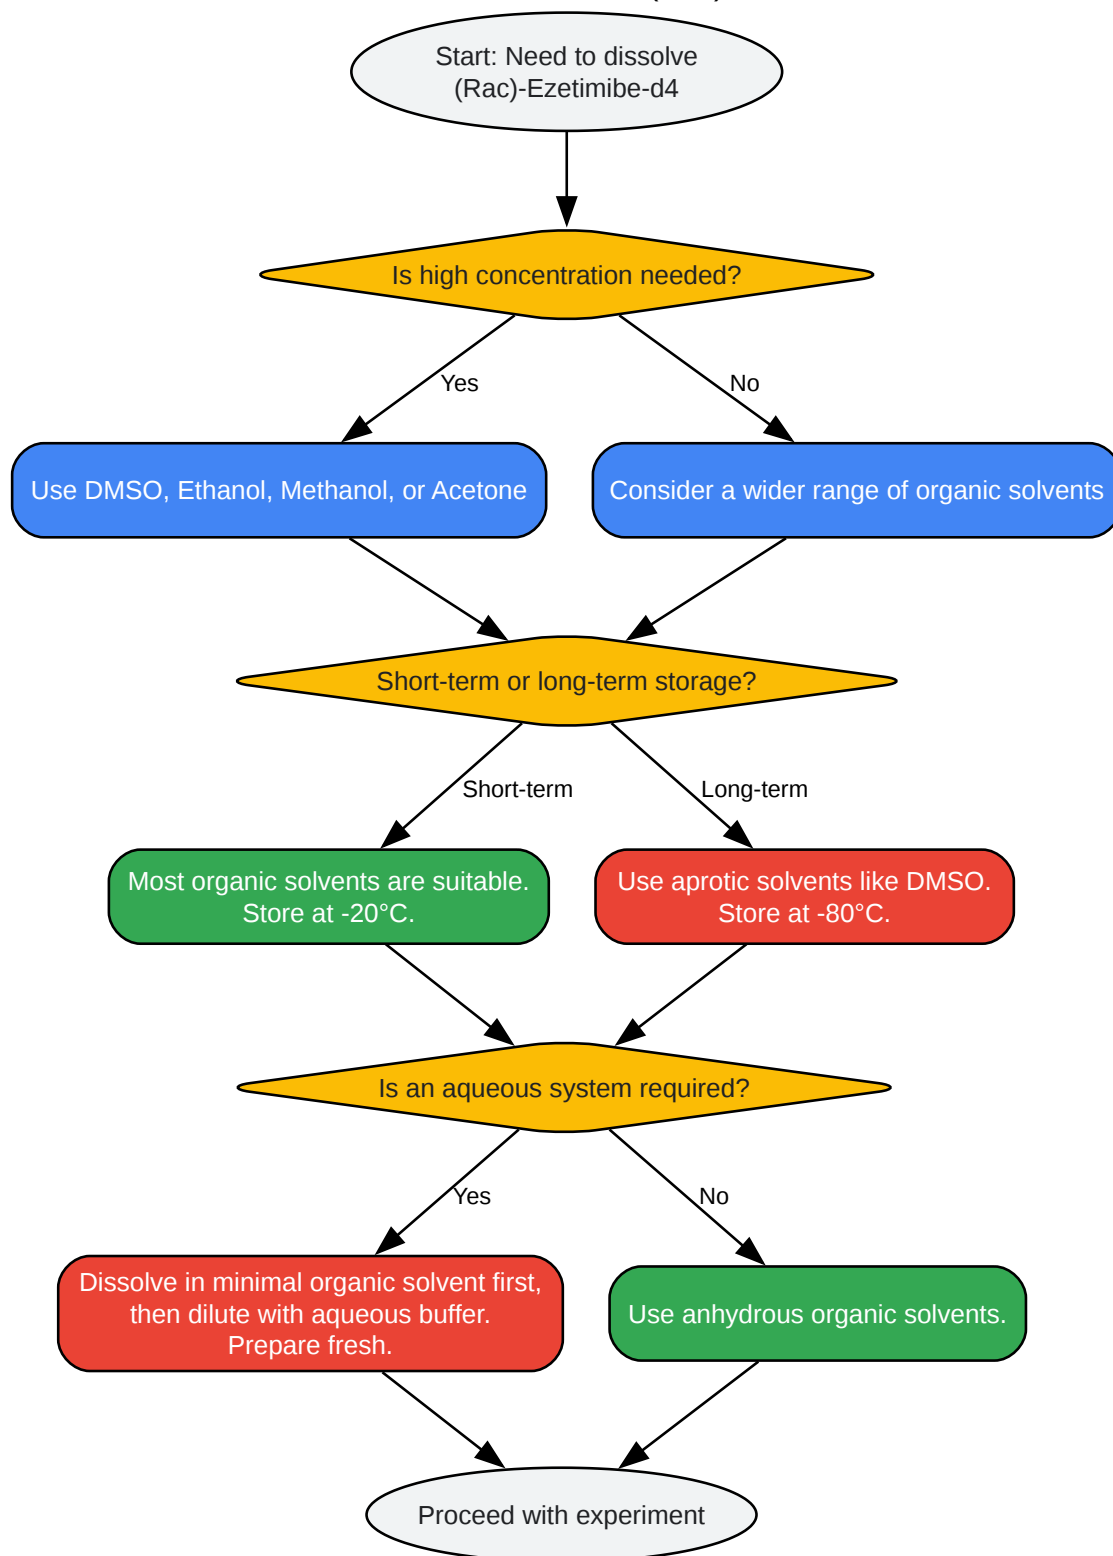 Start: Need to dissolve
(Rac)-Ezetimibe-d4
Is high concentration needed?
Yes
No
Use DMSO, Ethanol, Methanol, or Acetone
Consider a wider range of organic solvents
Short-term or long-term storage?
Short-term
Long-term
Most organic solvents are suitable.
Store at -20°C.
Use aprotic solvents like DMSO.
Store at -80°C.
Is an aqueous system required?
Yes
No
Dissolve in minimal organic solvent first,
then dilute with aqueous buffer.
Prepare fresh.
Use anhydrous organic solvents.
Proceed with experiment